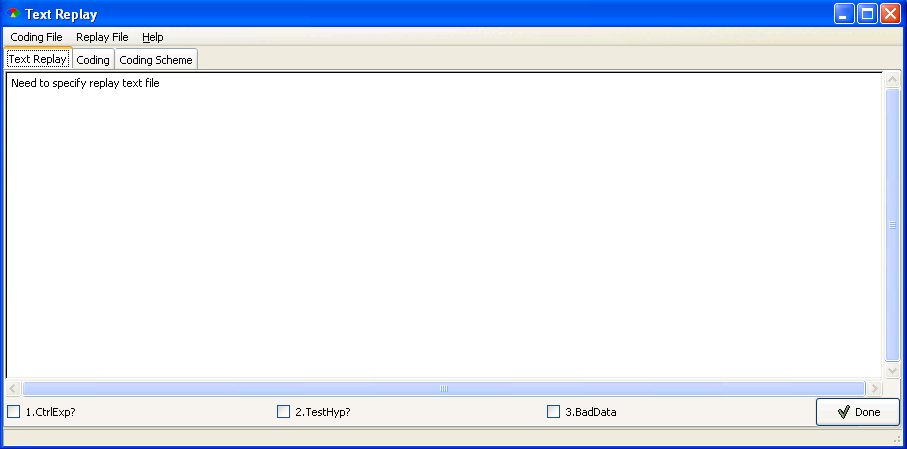 Text Replay
Coding File Replay File Help
Text Replay Coding Coding Scheme
Need to specify replay text file
1.CtrlExp? 2.TestHyp? 3.BadData Done